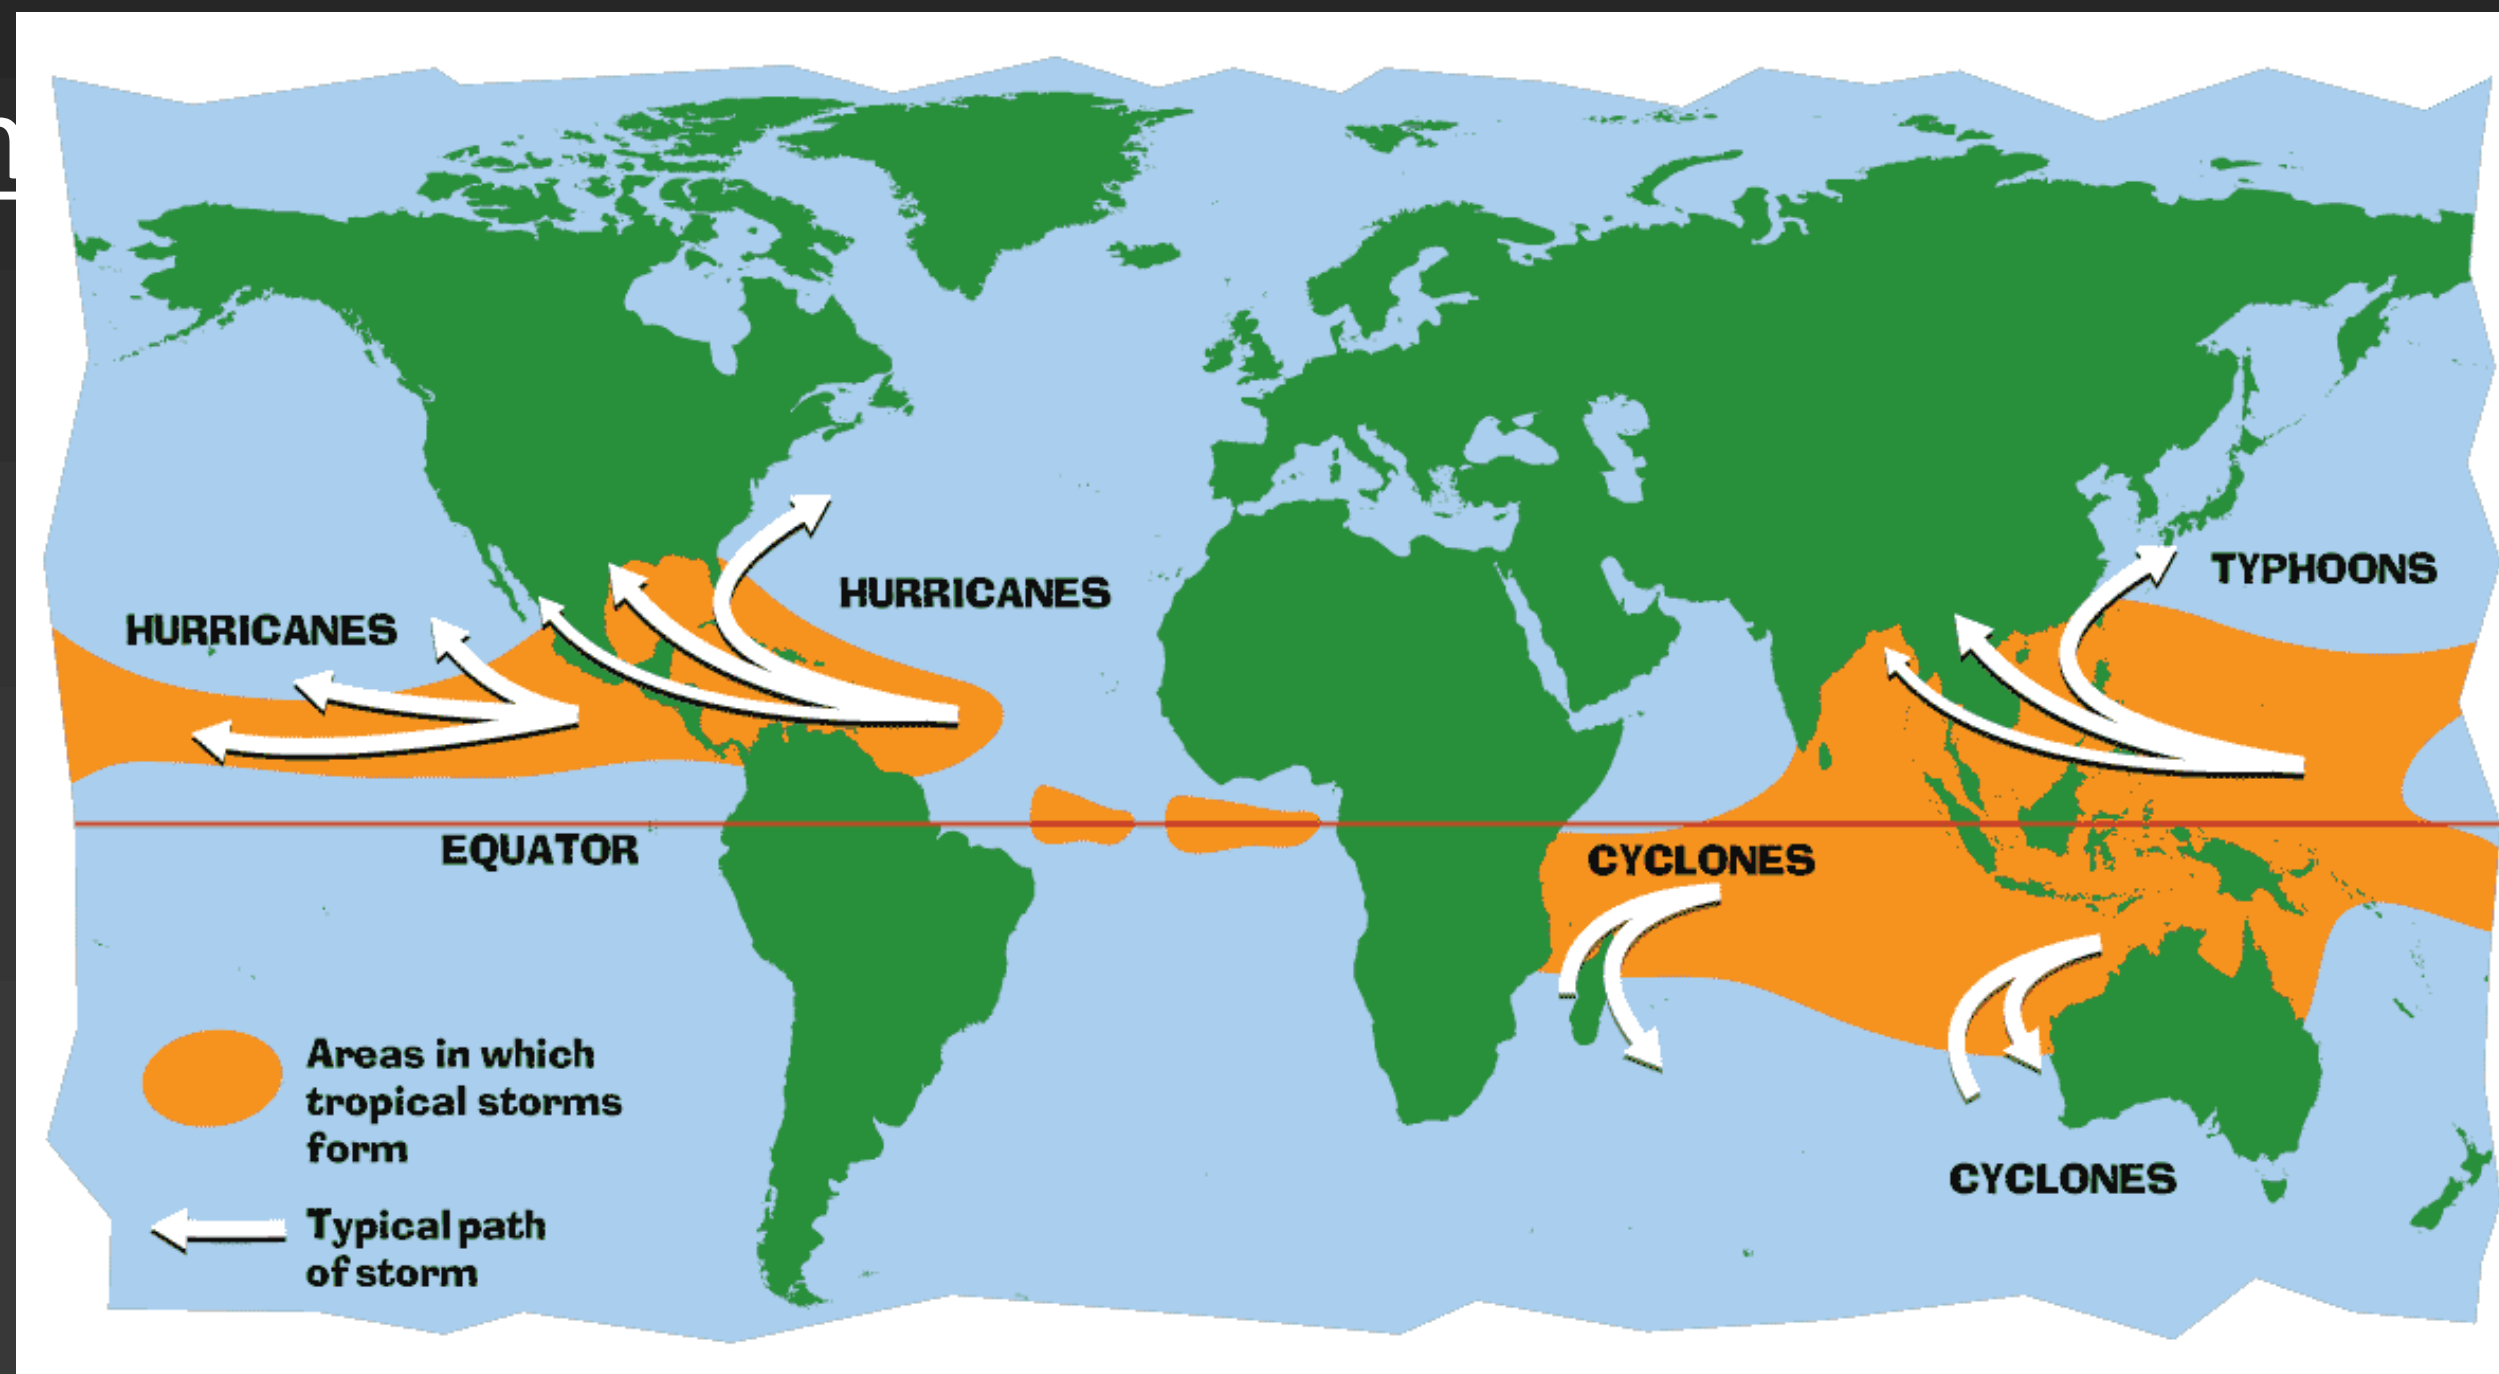 TYPHOONS
HURRICANES
HURRICANES
EQUATOR
CYCLONES
Areas in which
tropical storms
form
CYCLONES
Typical path
of storm